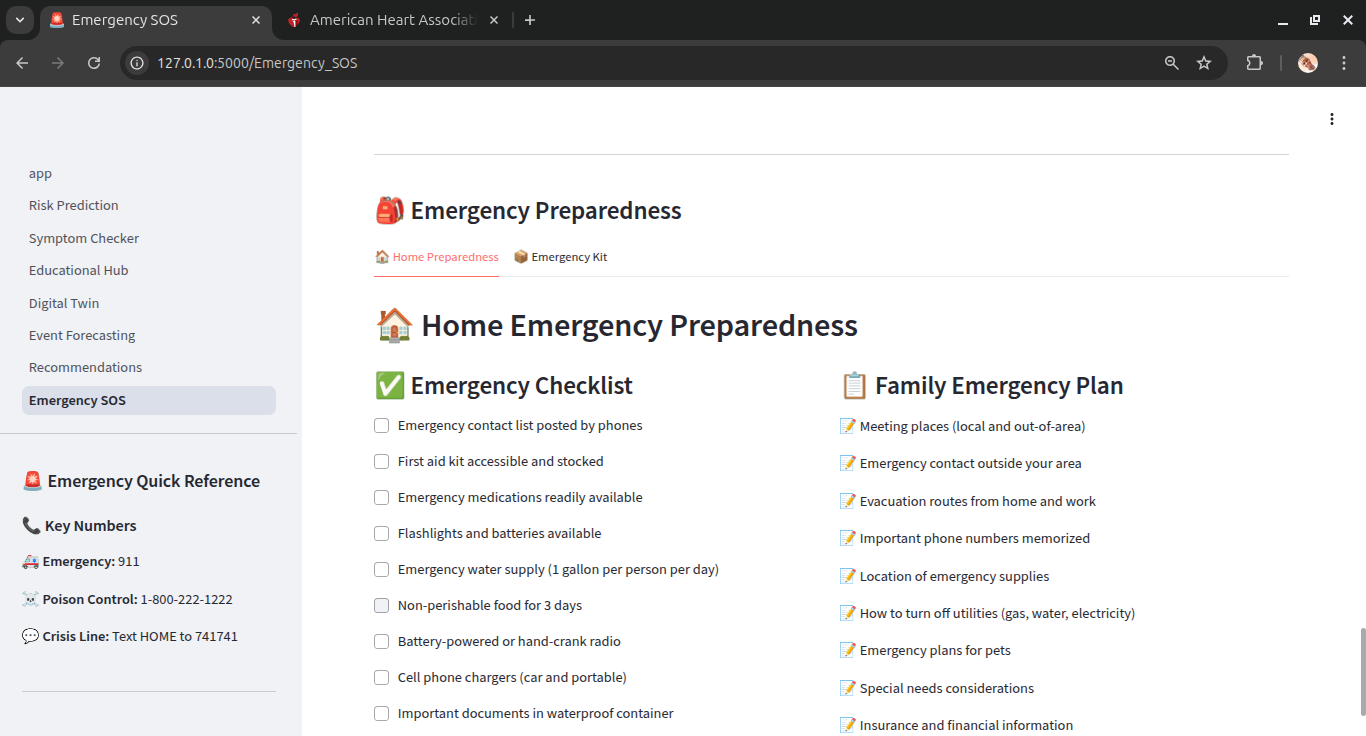 Emergency SOS
American Heart Associat
127.0.1.0:5000/Emergency_SOS
app
Risk Prediction
Symptom Checker
Educational Hub
Digital Twin
Event Forecasting
Recommendations
Emergency SOS
🚨 Emergency Quick Reference
📞 Key Numbers
🚑 Emergency: 911
☠️ Poison Control: 1-800-222-1222
💬 Crisis Line: Text HOME to 741741
🎒 Emergency Preparedness
🏠 Home Preparedness
📦 Emergency Kit
🏠 Home Emergency Preparedness
✅ Emergency Checklist
Emergency contact list posted by phones
First aid kit accessible and stocked
Emergency medications readily available
Flashlights and batteries available
Emergency water supply (1 gallon per person per day)
Non-perishable food for 3 days
Battery-powered or hand-crank radio
Cell phone chargers (car and portable)
Important documents in waterproof container
📋 Family Emergency Plan
📝 Meeting places (local and out-of-area)
📝 Emergency contact outside your area
📝 Evacuation routes from home and work
📝 Important phone numbers memorized
📝 Location of emergency supplies
📝 How to turn off utilities (gas, water, electricity)
📝 Emergency plans for pets
📝 Special needs considerations
📝 Insurance and financial information